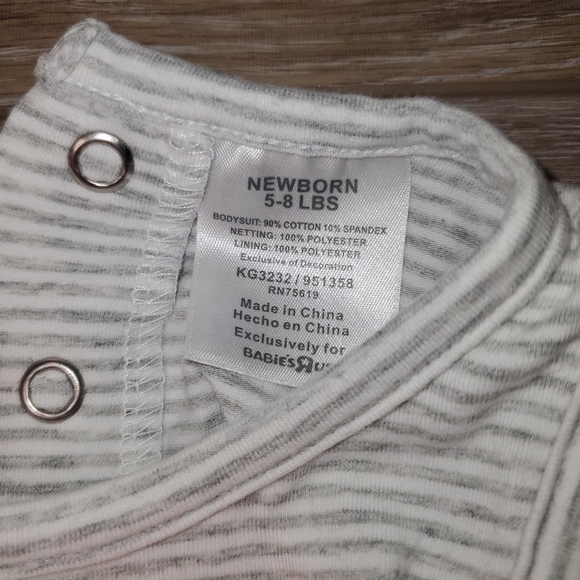 NEWBORN
5-8 LBS
BODYSUIT: 90% COTTON 10% SPANDEX
NETTING: 100% POLYESTER
LINING: 100% POLYESTER
Exclusive of Decoration
KG3232 / 951358
RN75619
Made in China
Hecho en China
Exclusively for
BABIESЯUS